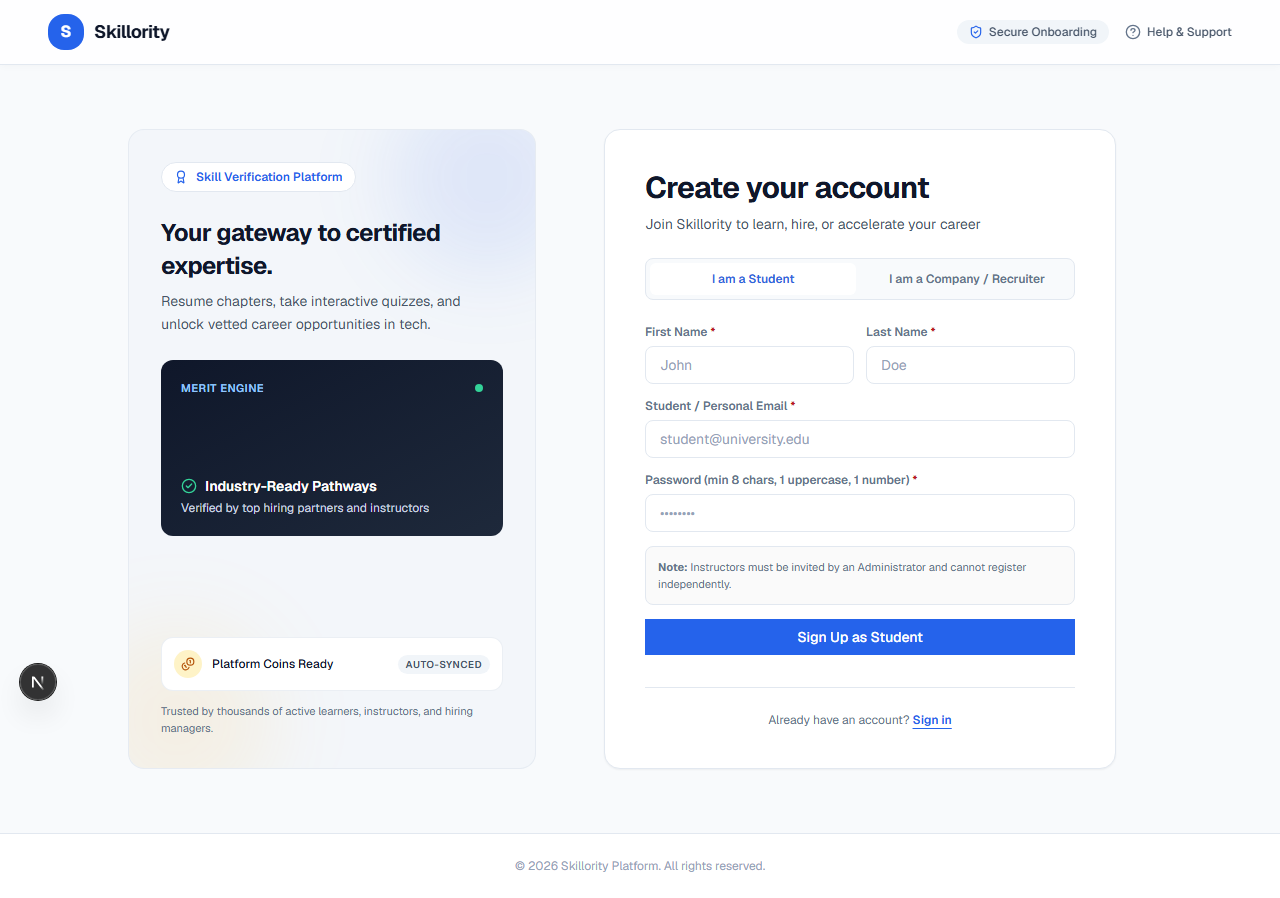 S Skillority
Secure Onboarding
Help & Support
Skill Verification Platform
Your gateway to certified
expertise.
Resume chapters, take interactive quizzes, and
unlock vetted career opportunities in tech.
MERIT ENGINE
Industry-Ready Pathways
Verified by top hiring partners and instructors
Platform Coins Ready
AUTO-SYNCED
Trusted by thousands of active learners, instructors, and hiring
managers.
Create your account
Join Skillority to learn, hire, or accelerate your career
I am a Student
I am a Company / Recruiter
First Name *
Last Name *
John
Doe
Student / Personal Email *
student@university.edu
Password (min 8 chars, 1 uppercase, 1 number) *
••••••••
Note: Instructors must be invited by an Administrator and cannot register
independently.
Sign Up as Student
Already have an account? Sign in
N
© 2026 Skillority Platform. All rights reserved.